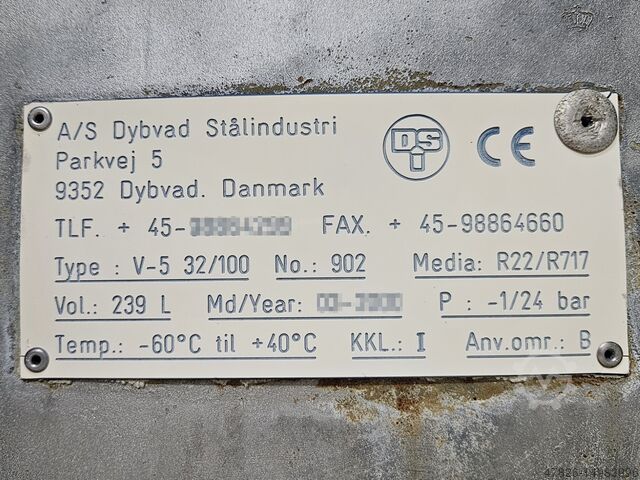 A/S Dybvad Stålindustri
DS
i
CE
Parkvej 5
9352 Dybvad. Danmark
TLF. + 45- FAX. + 45-98864660
Type : V-5 32/100 No.: 902 Media: R22/R717
Vol.: 239 L Md/Year: P : -1/24 bar
Temp.: -60°C til +40°C KKL.: I Anv.omr.: B